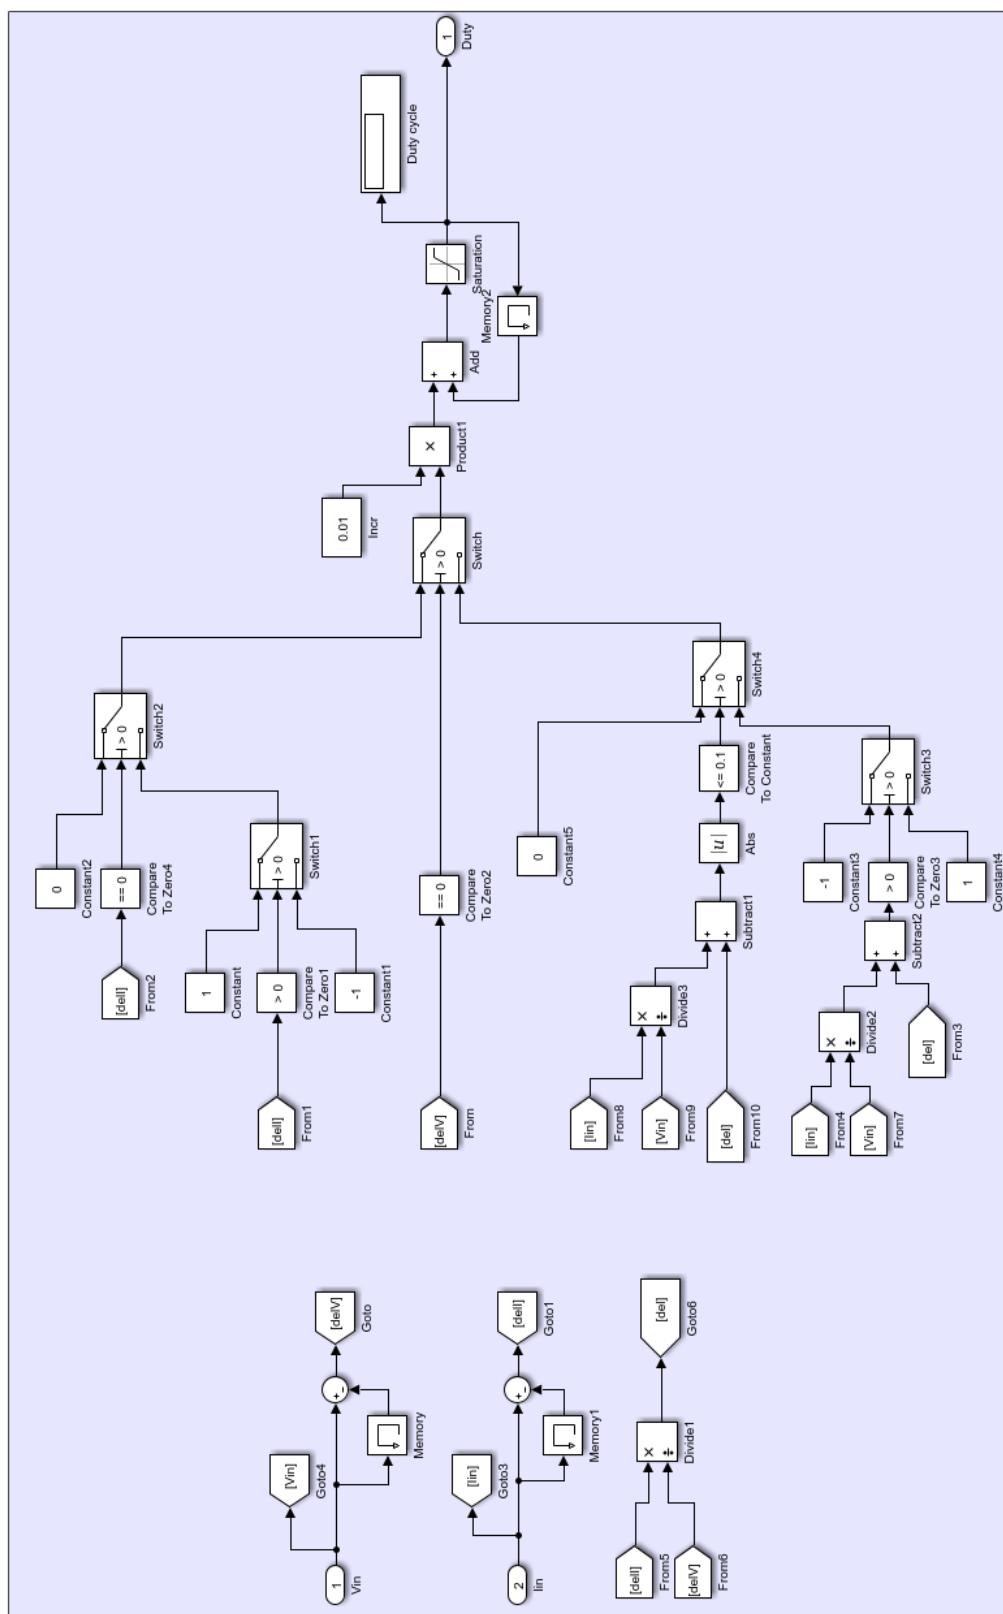 1
Vin
[Vin]
Goto4
Memory
+
-
[delV]
Goto
2
Iin
[Iin]
Goto3
Memory1
+
-
[delI]
Goto1
[delI]
From5
[delV]
From6
×
÷
Divide1
[del]
Goto6
[delI]
From2
0
Constant2
== 0
Compare
To Zero4
> 0
Switch2
[delI]
From1
1
Constant
> 0
Compare
To Zero1
-1
Constant1
> 0
Switch1
[delV]
From
== 0
Compare
To Zero2
> 0
Switch
0.01
Incr
×
Product1
+
+
Add
Saturation
Memory2
Duty cycle
1
Duty
0
Constant5
[Iin]
From8
[Vin]
From9
×
÷
Divide3
[del]
From10
+
+
Subtract1
|u|
Abs
<= 0.1
Compare
To Constant
> 0
Switch4
[Iin]
From4
[Vin]
From7
×
÷
Divide2
[del]
From3
+
+
Subtract2
-1
Constant3
> 0
Compare
To Zero3
1
Constant4
> 0
Switch3